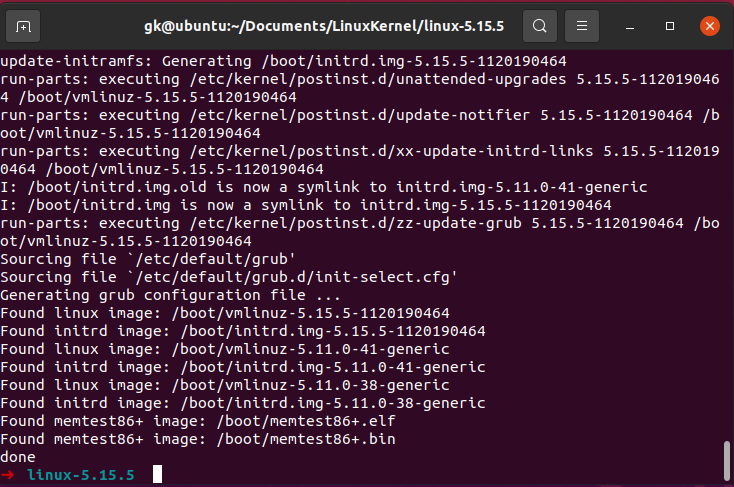 gk@ubuntu:~/Documents/LinuxKernel/linux-5.15.5
update-initramfs: Generating /boot/initrd.img-5.15.5-1120190464
run-parts: executing /etc/kernel/postinst.d/unattended-upgrades 5.15.5-112019046
4 /boot/vmlinuz-5.15.5-1120190464
run-parts: executing /etc/kernel/postinst.d/update-notifier 5.15.5-1120190464 /b
oot/vmlinuz-5.15.5-1120190464
run-parts: executing /etc/kernel/postinst.d/xx-update-initrd-links 5.15.5-112019
0464 /boot/vmlinuz-5.15.5-1120190464
I: /boot/initrd.img.old is now a symlink to initrd.img-5.11.0-41-generic
I: /boot/initrd.img is now a symlink to initrd.img-5.15.5-1120190464
run-parts: executing /etc/kernel/postinst.d/zz-update-grub 5.15.5-1120190464 /bo
ot/vmlinuz-5.15.5-1120190464
Sourcing file `/etc/default/grub'
Sourcing file `/etc/default/grub.d/init-select.cfg'
Generating grub configuration file ...
Found linux image: /boot/vmlinuz-5.15.5-1120190464
Found initrd image: /boot/initrd.img-5.15.5-1120190464
Found linux image: /boot/vmlinuz-5.11.0-41-generic
Found initrd image: /boot/initrd.img-5.11.0-41-generic
Found linux image: /boot/vmlinuz-5.11.0-38-generic
Found initrd image: /boot/initrd.img-5.11.0-38-generic
Found memtest86+ image: /boot/memtest86+.elf
Found memtest86+ image: /boot/memtest86+.bin
done
→ linux-5.15.5